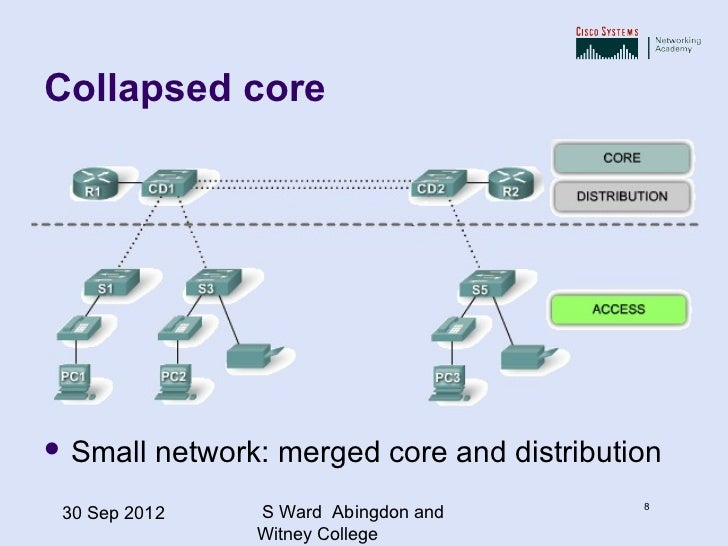 CISCO SYSTEMS
Networking
Academy
Collapsed core
R1
CD1
CD2
R2
CORE
DISTRIBUTION
S1
S3
S5
ACCESS
PC1
PC2
PC3
• Small network: merged core and distribution
30 Sep 2012
S Ward Abingdon and
Witney College
8